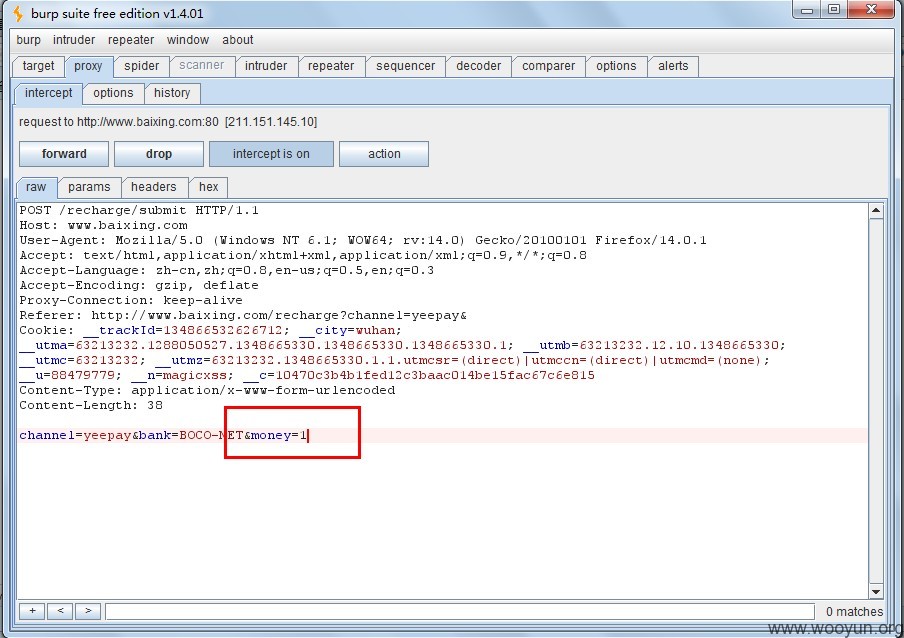 burp suite free edition v1.4.01
burp intruder repeater window about
target proxy spider scanner intruder repeater sequencer decoder comparer options alerts
intercept options history
request to http://www.baixing.com:80 [211.151.145.10]
forward drop intercept is on action
raw params headers hex
POST /recharge/submit HTTP/1.1
Host: www.baixing.com
User-Agent: Mozilla/5.0 (Windows NT 6.1; WOW64; rv:14.0) Gecko/20100101 Firefox/14.0.1
Accept: text/html,application/xhtml+xml,application/xml;q=0.9,*/*;q=0.8
Accept-Language: zh-cn,zh;q=0.8,en-us;q=0.5,en;q=0.3
Accept-Encoding: gzip, deflate
Proxy-Connection: keep-alive
Referer: http://www.baixing.com/recharge?channel=yeepay&
Cookie: __trackId=134866532626712; __city=wuhan;
__utma=63213232.1288050527.1348665330.1348665330.1348665330.1; __utmb=63213232.12.10.1348665330;
__utmc=63213232; __utmz=63213232.1348665330.1.1.utmcsr=(direct)|utmccn=(direct)|utmcmd=(none);
__u=88479779; __n=magicxss; __c=10470c3b4b1fed12c3baac014be15fac67c6e815
Content-Type: application/x-www-form-urlencoded
Content-Length: 38
channel=yeepay&bank=BOCO-NET&money=1
+ < > 0 matches
www.wooyun.org